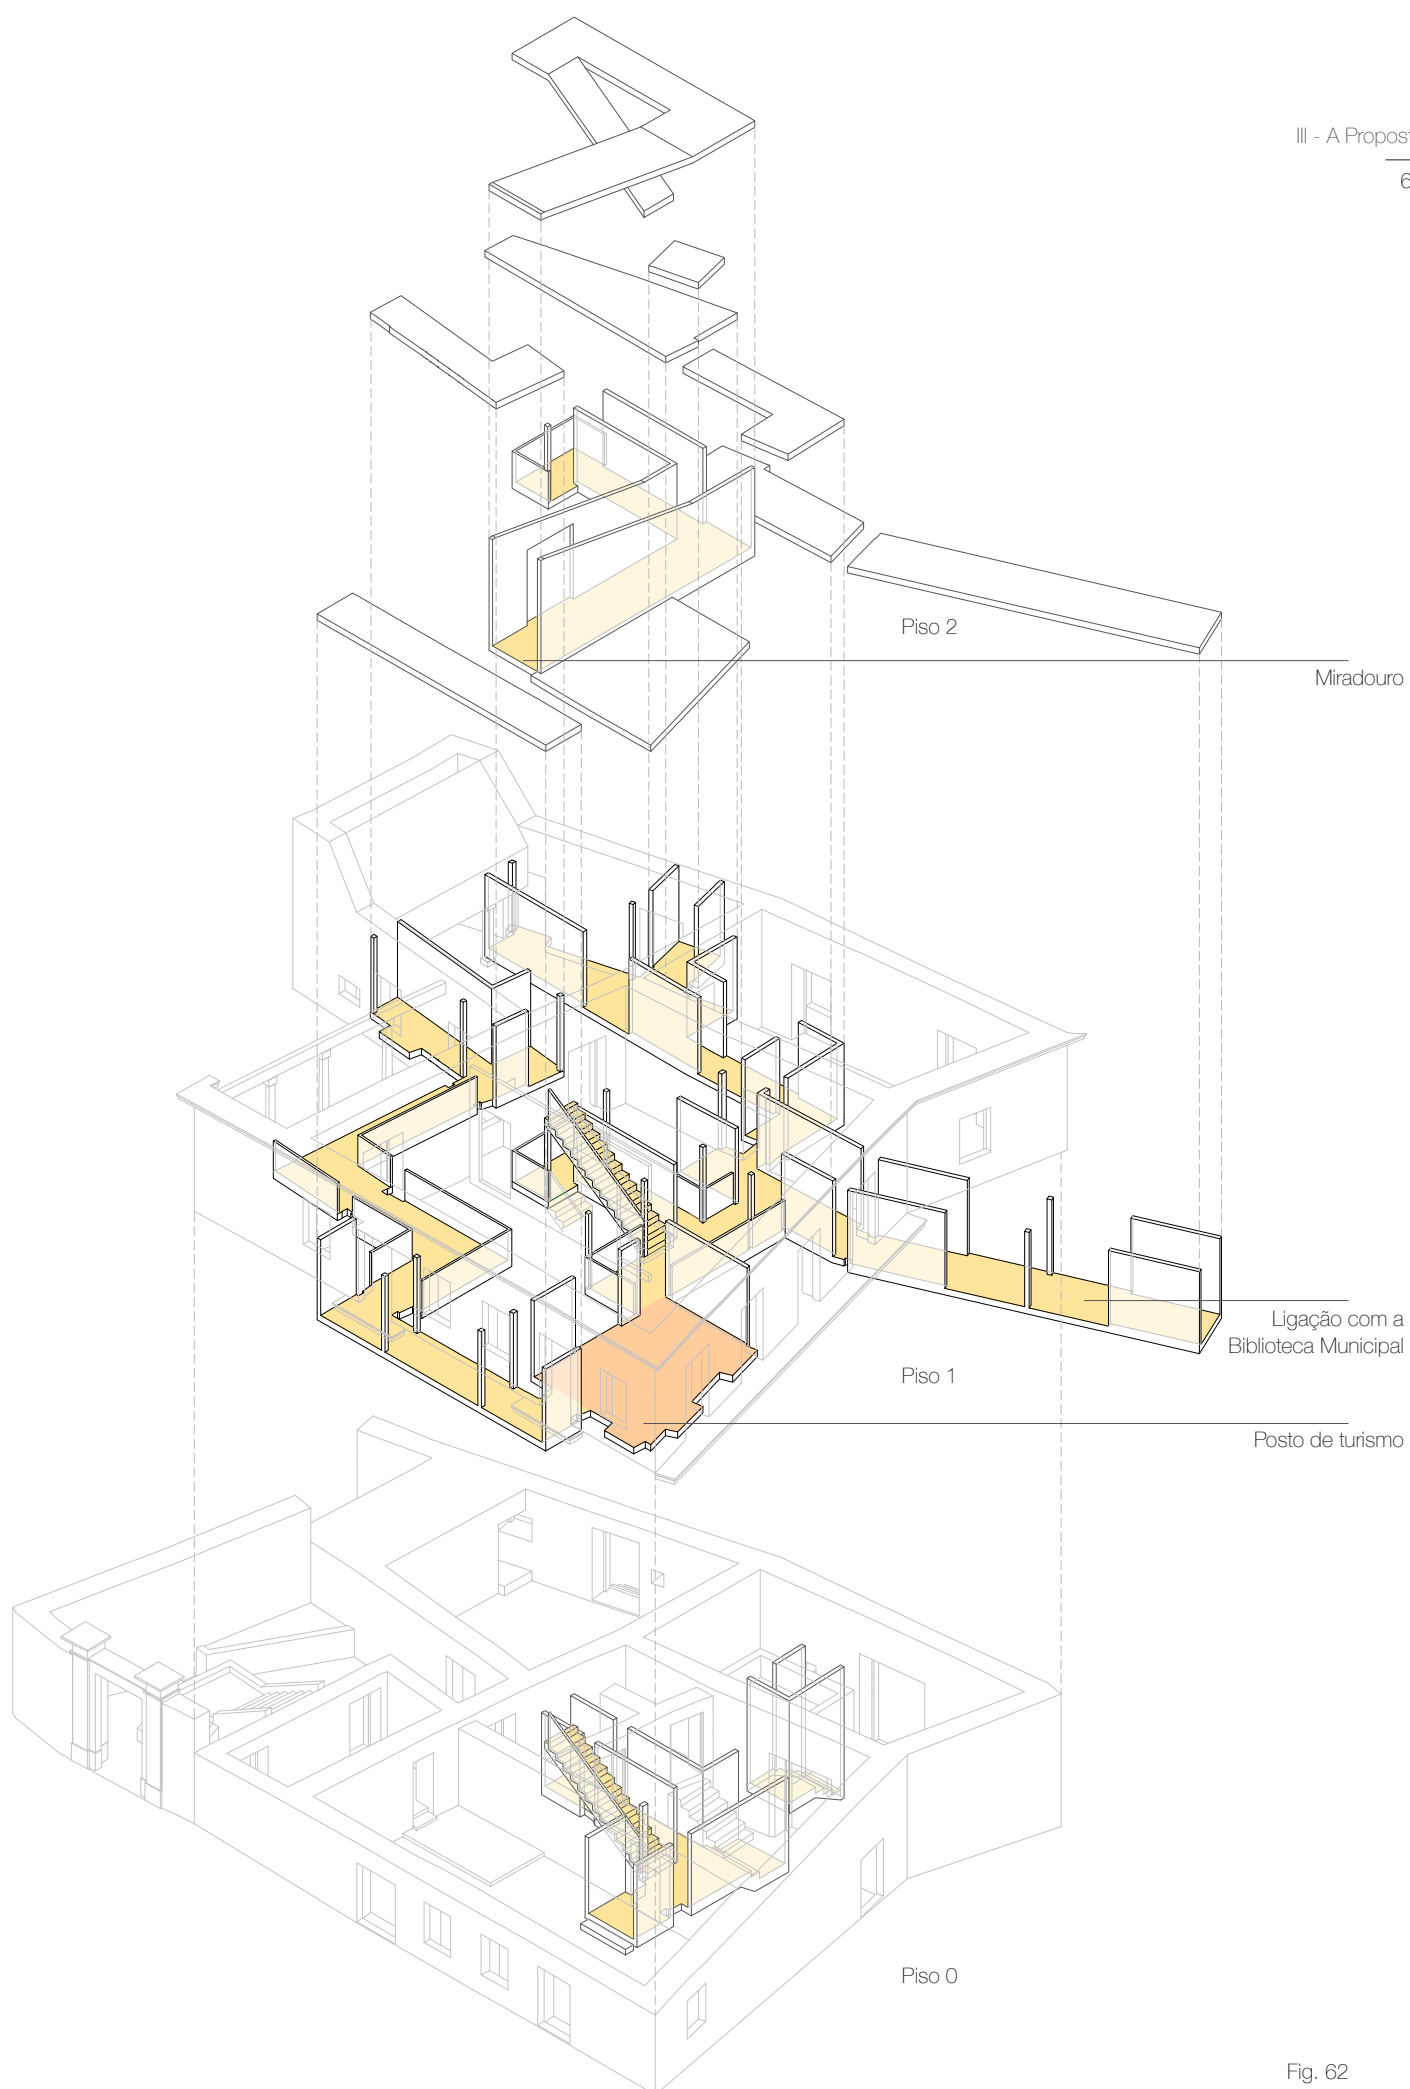 III - A Propost
6
Piso 2
Miradouro
Ligação com a
Biblioteca Municipal
Piso 1
Posto de turismo
Piso 0
Fig. 62